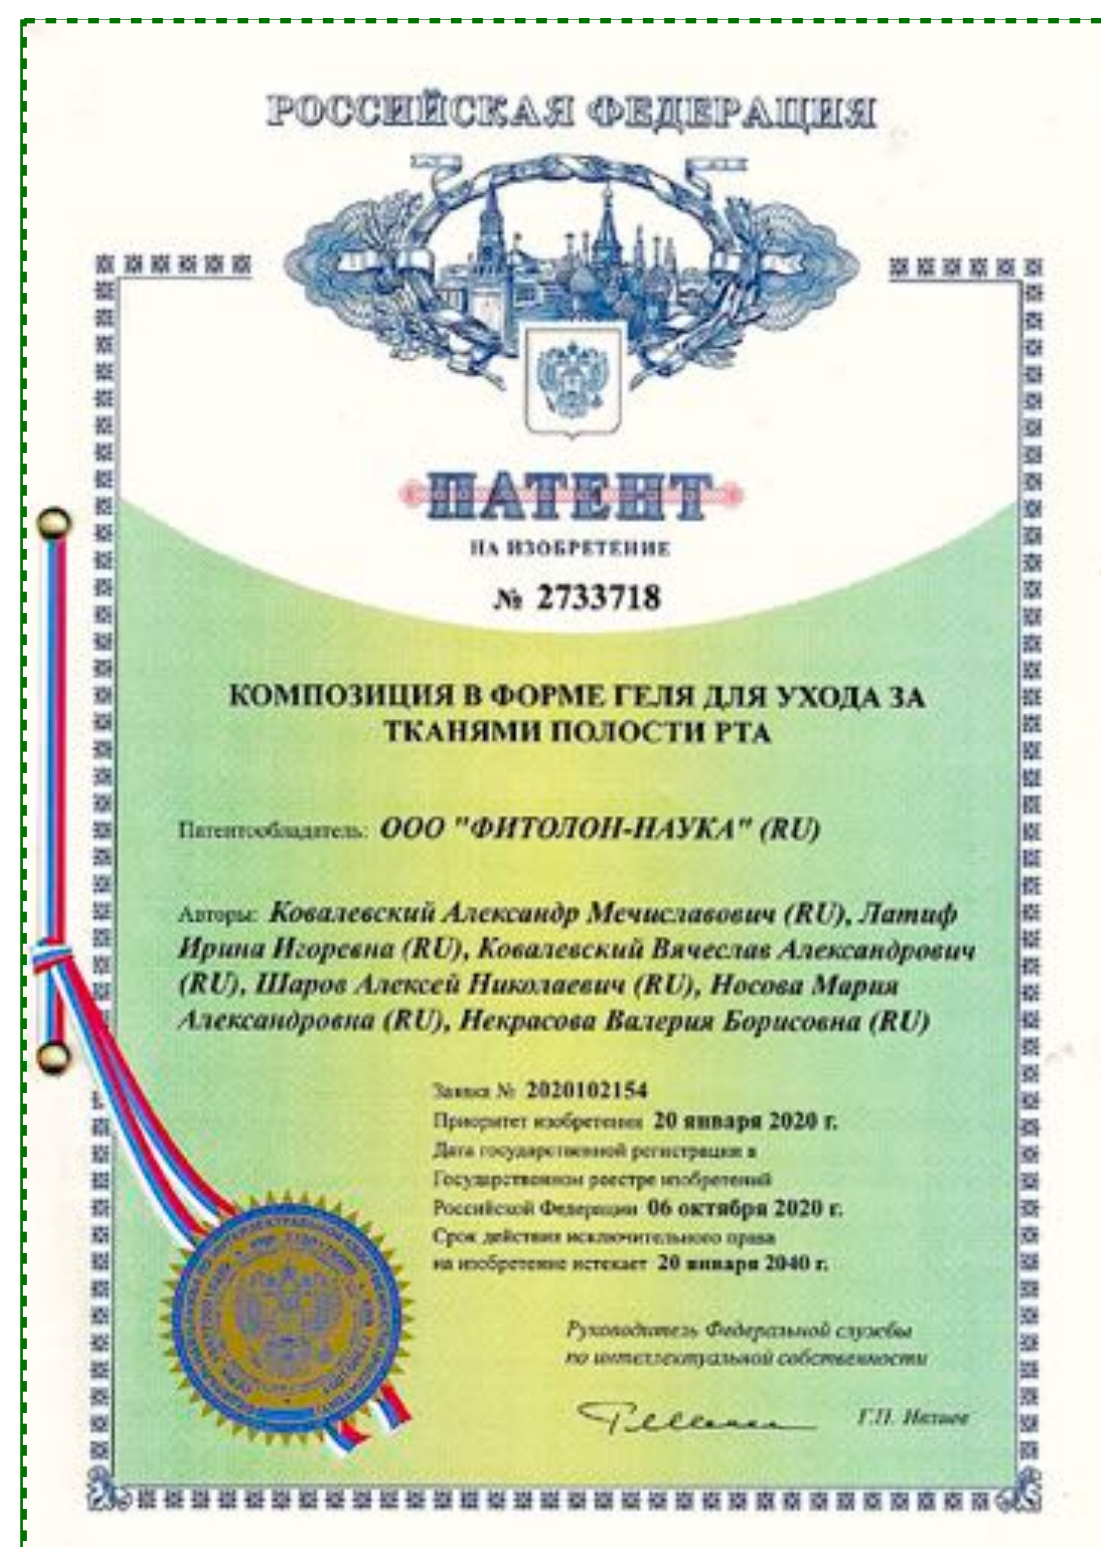 РОССИЙСКАЯ ФЕДЕРАЦИЯ
ПАТЕНТ
НА ИЗОБРЕТЕНИЕ
№ 2733718
КОМПОЗИЦИЯ В ФОРМЕ ГЕЛЯ ДЛЯ УХОДА ЗА
ТКАНЯМИ ПОЛОСТИ РТА
Патентообладатель: ООО "ФИТОЛОН-НАУКА" (RU)
Авторы: Ковалевский Александр Мечиславович (RU), Латиф
Ирина Игоревна (RU), Ковалевский Вячеслав Александрович
(RU), Шаров Алексей Николаевич (RU), Носова Мария
Александровна (RU), Некрасова Валерия Борисовна (RU)
Заявка № 2020102154
Приоритет изобретения 20 января 2020 г.
Дата государственной регистрации в
Государственном реестре изобретений
Российской Федерации 06 октября 2020 г.
Срок действия исключительного права
на изобретение истекает 20 января 2040 г.
Руководитель Федеральной службы
по интеллектуальной собственности
Г.П. Ивлиев